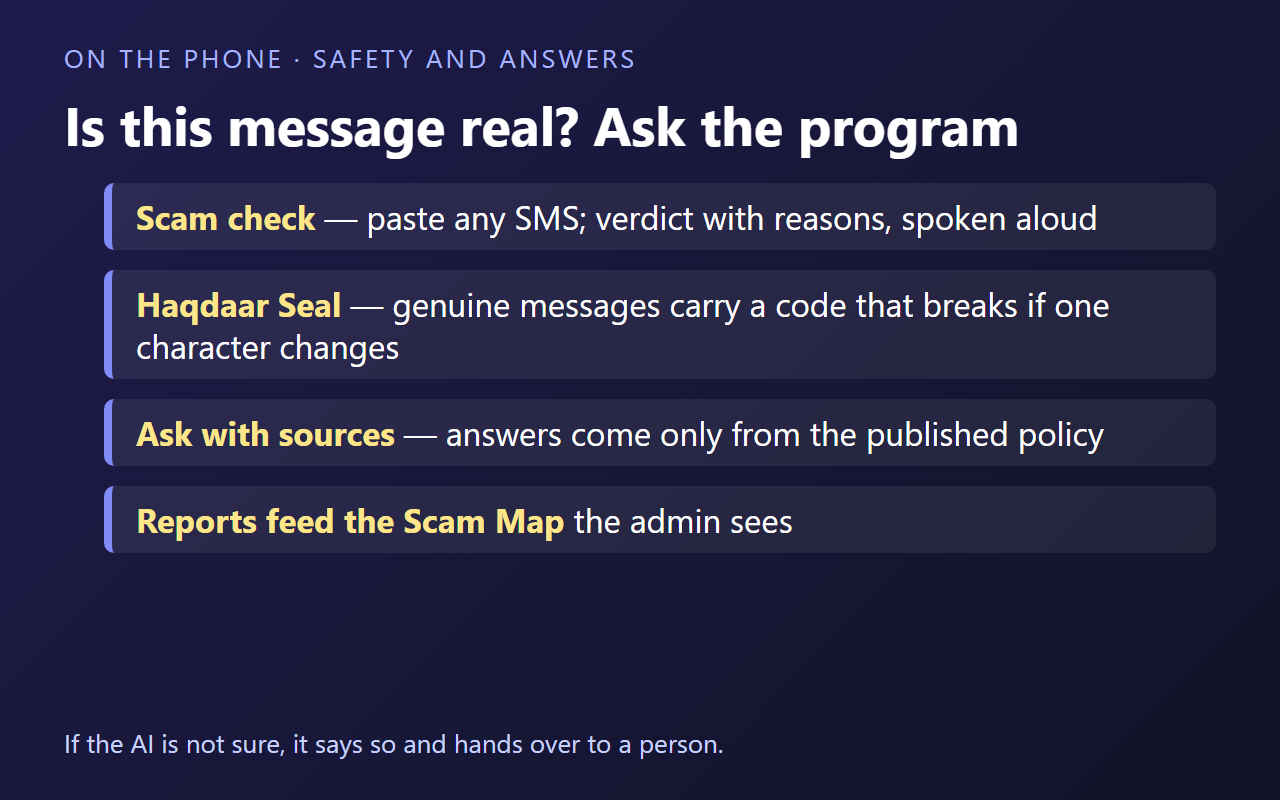 ON THE PHONE · SAFETY AND ANSWERS
Is this message real? Ask the program
Scam check — paste any SMS; verdict with reasons, spoken aloud
Haqdaar Seal — genuine messages carry a code that breaks if one
character changes
Ask with sources — answers come only from the published policy
Reports feed the Scam Map the admin sees
If the AI is not sure, it says so and hands over to a person.